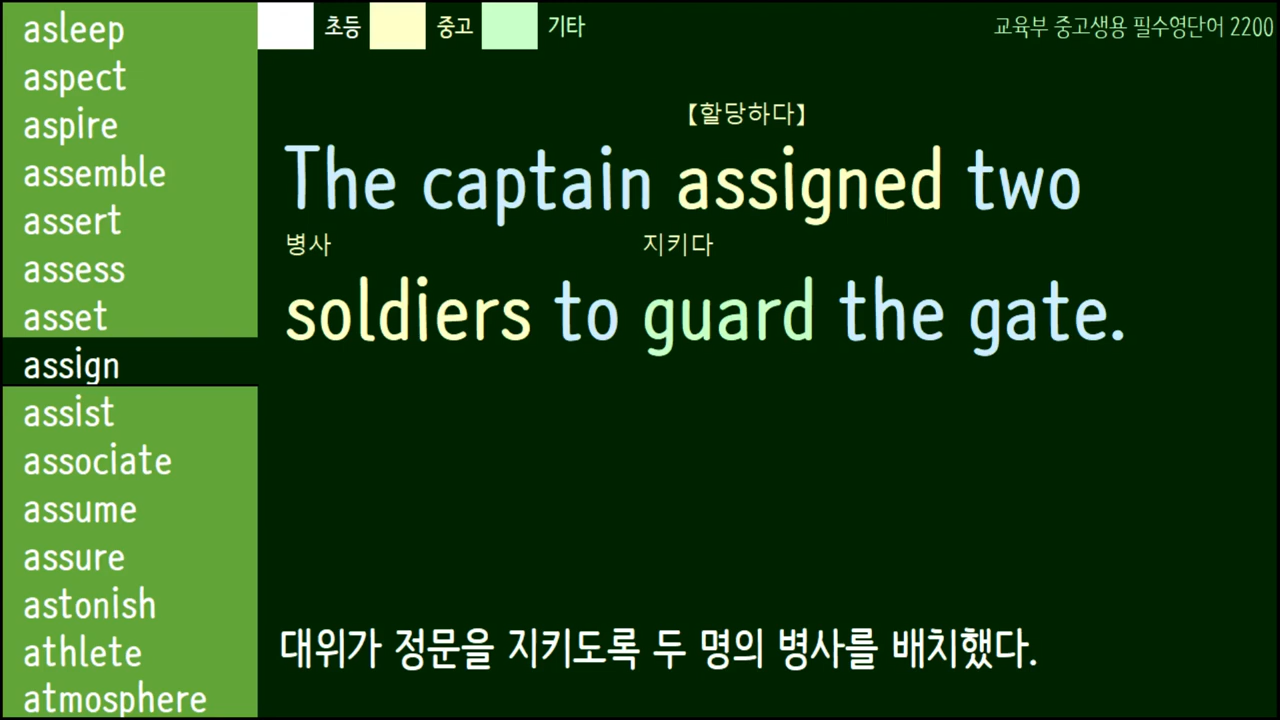 asleep
aspect
aspire
assemble
assert
assess
asset
assign
assist
associate
assume
assure
astonish
athlete
atmosphere
초등 중고 기타
교육부 중고생용 필수영단어 2200
【할당하다】
The captain assigned two
병사 지키다
soldiers to guard the gate.
대위가 정문을 지키도록 두 명의 병사를 배치했다.